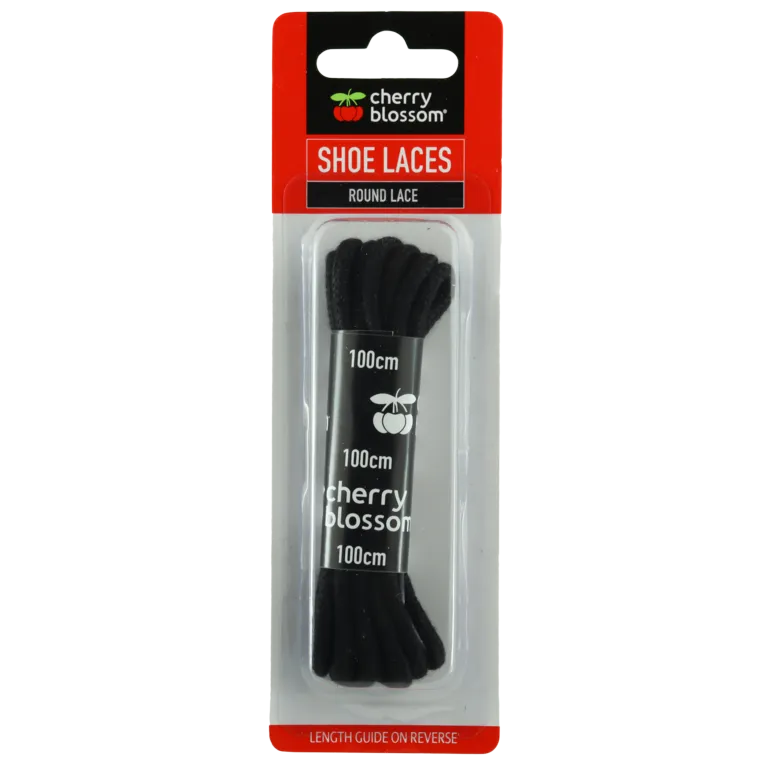 cherry
blossom®
SHOE LACES
ROUND LACE
100cm
100cm
cherry
blossom
100cm
LENGTH GUIDE ON REVERSE